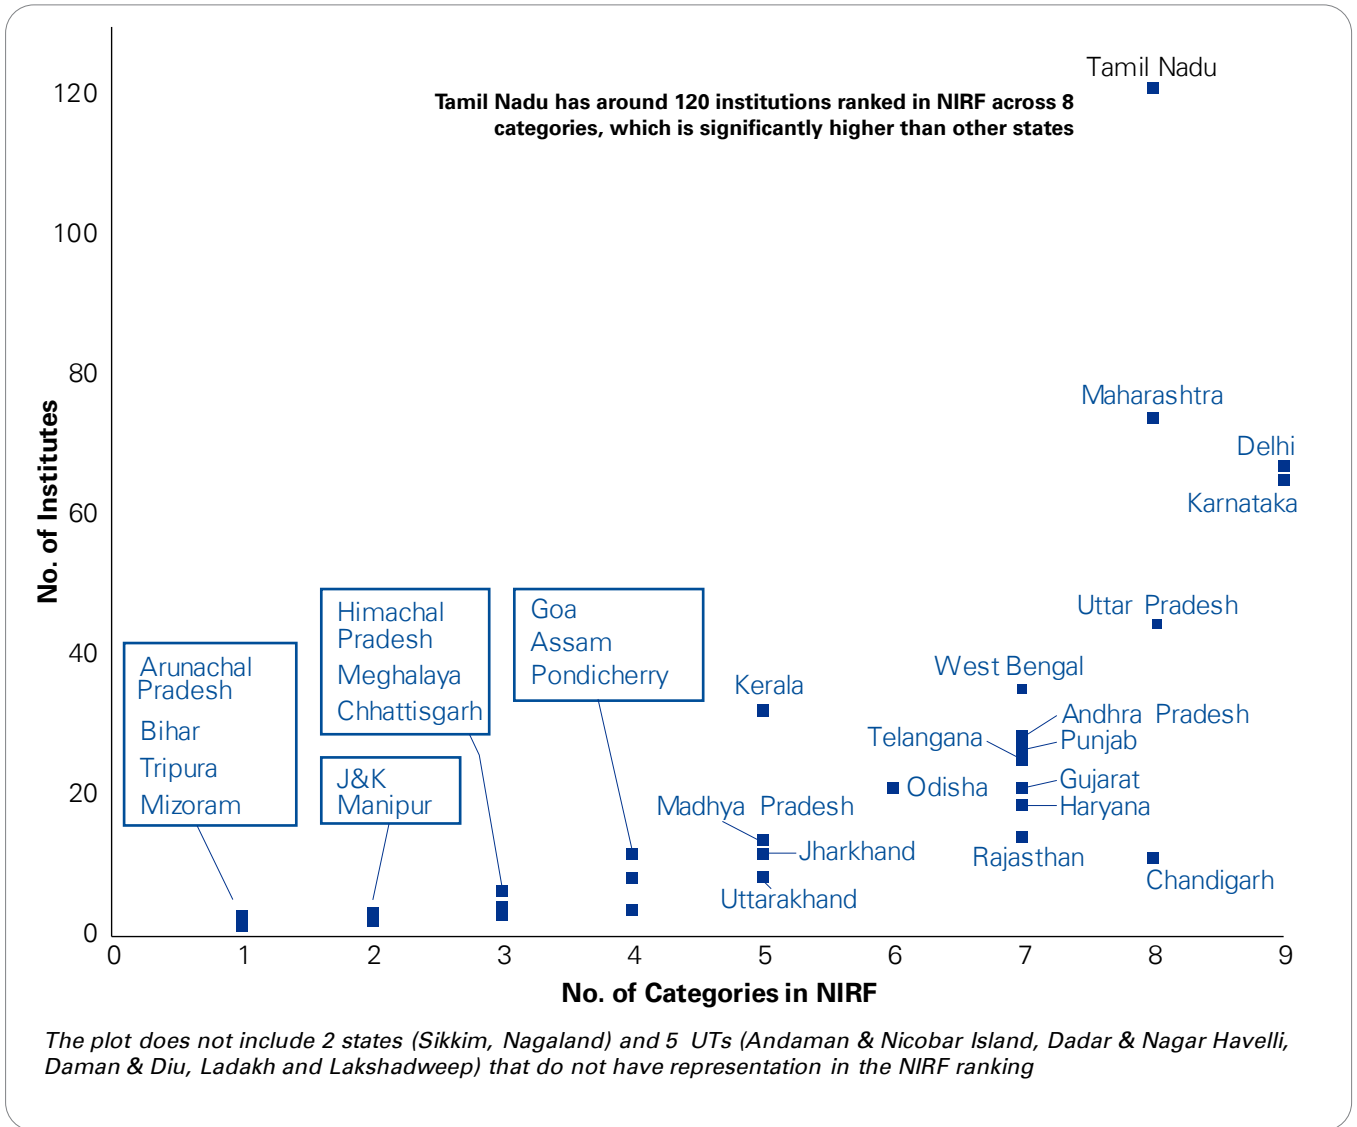 120
100
80
60
40
20
0
No. of Institutes
Tamil Nadu
Tamil Nadu has around 120 institutions ranked in NIRF across 8
categories, which is significantly higher than other states
Maharashtra
Delhi
Karnataka
Uttar Pradesh
West Bengal
Andhra Pradesh
Telangana
Punjab
Gujarat
Haryana
Rajasthan
Chandigarh
Odisha
Kerala
Madhya Pradesh
Jharkhand
Uttarakhand
Goa
Assam
Pondicherry
Himachal
Pradesh
Meghalaya
Chhattisgarh
J&K
Manipur
Arunachal
Pradesh
Bihar
Tripura
Mizoram
0 1 2 3 4 5 6 7 8 9
No. of Categories in NIRF
The plot does not include 2 states (Sikkim, Nagaland) and 5 UTs (Andaman & Nicobar Island, Dadar & Nagar Havelli,
Daman & Diu, Ladakh and Lakshadweep) that do not have representation in the NIRF ranking